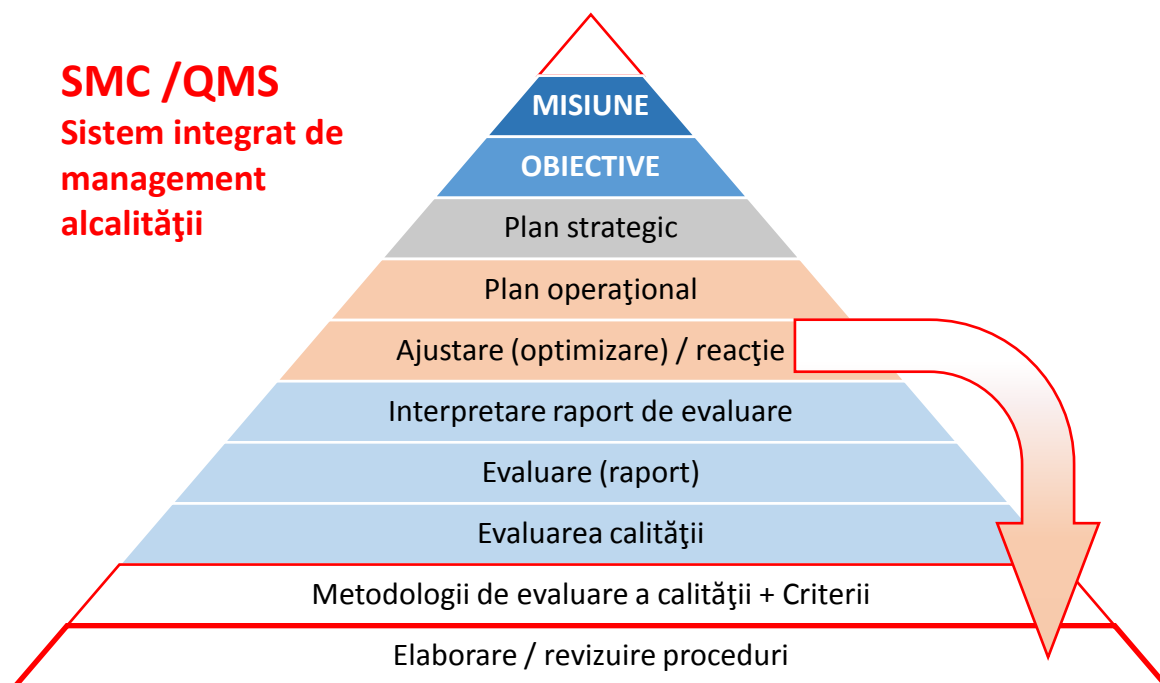 SMC /QMS
Sistem integrat de
management
alcalităţii
MISIUNE
OBIECTIVE
Plan strategic
Plan operaţional
Ajustare (optimizare) / reacţie
Interpretare raport de evaluare
Evaluare (raport)
Evaluarea calităţii
Metodologii de evaluare a calităţii + Criterii
Elaborare / revizuire proceduri